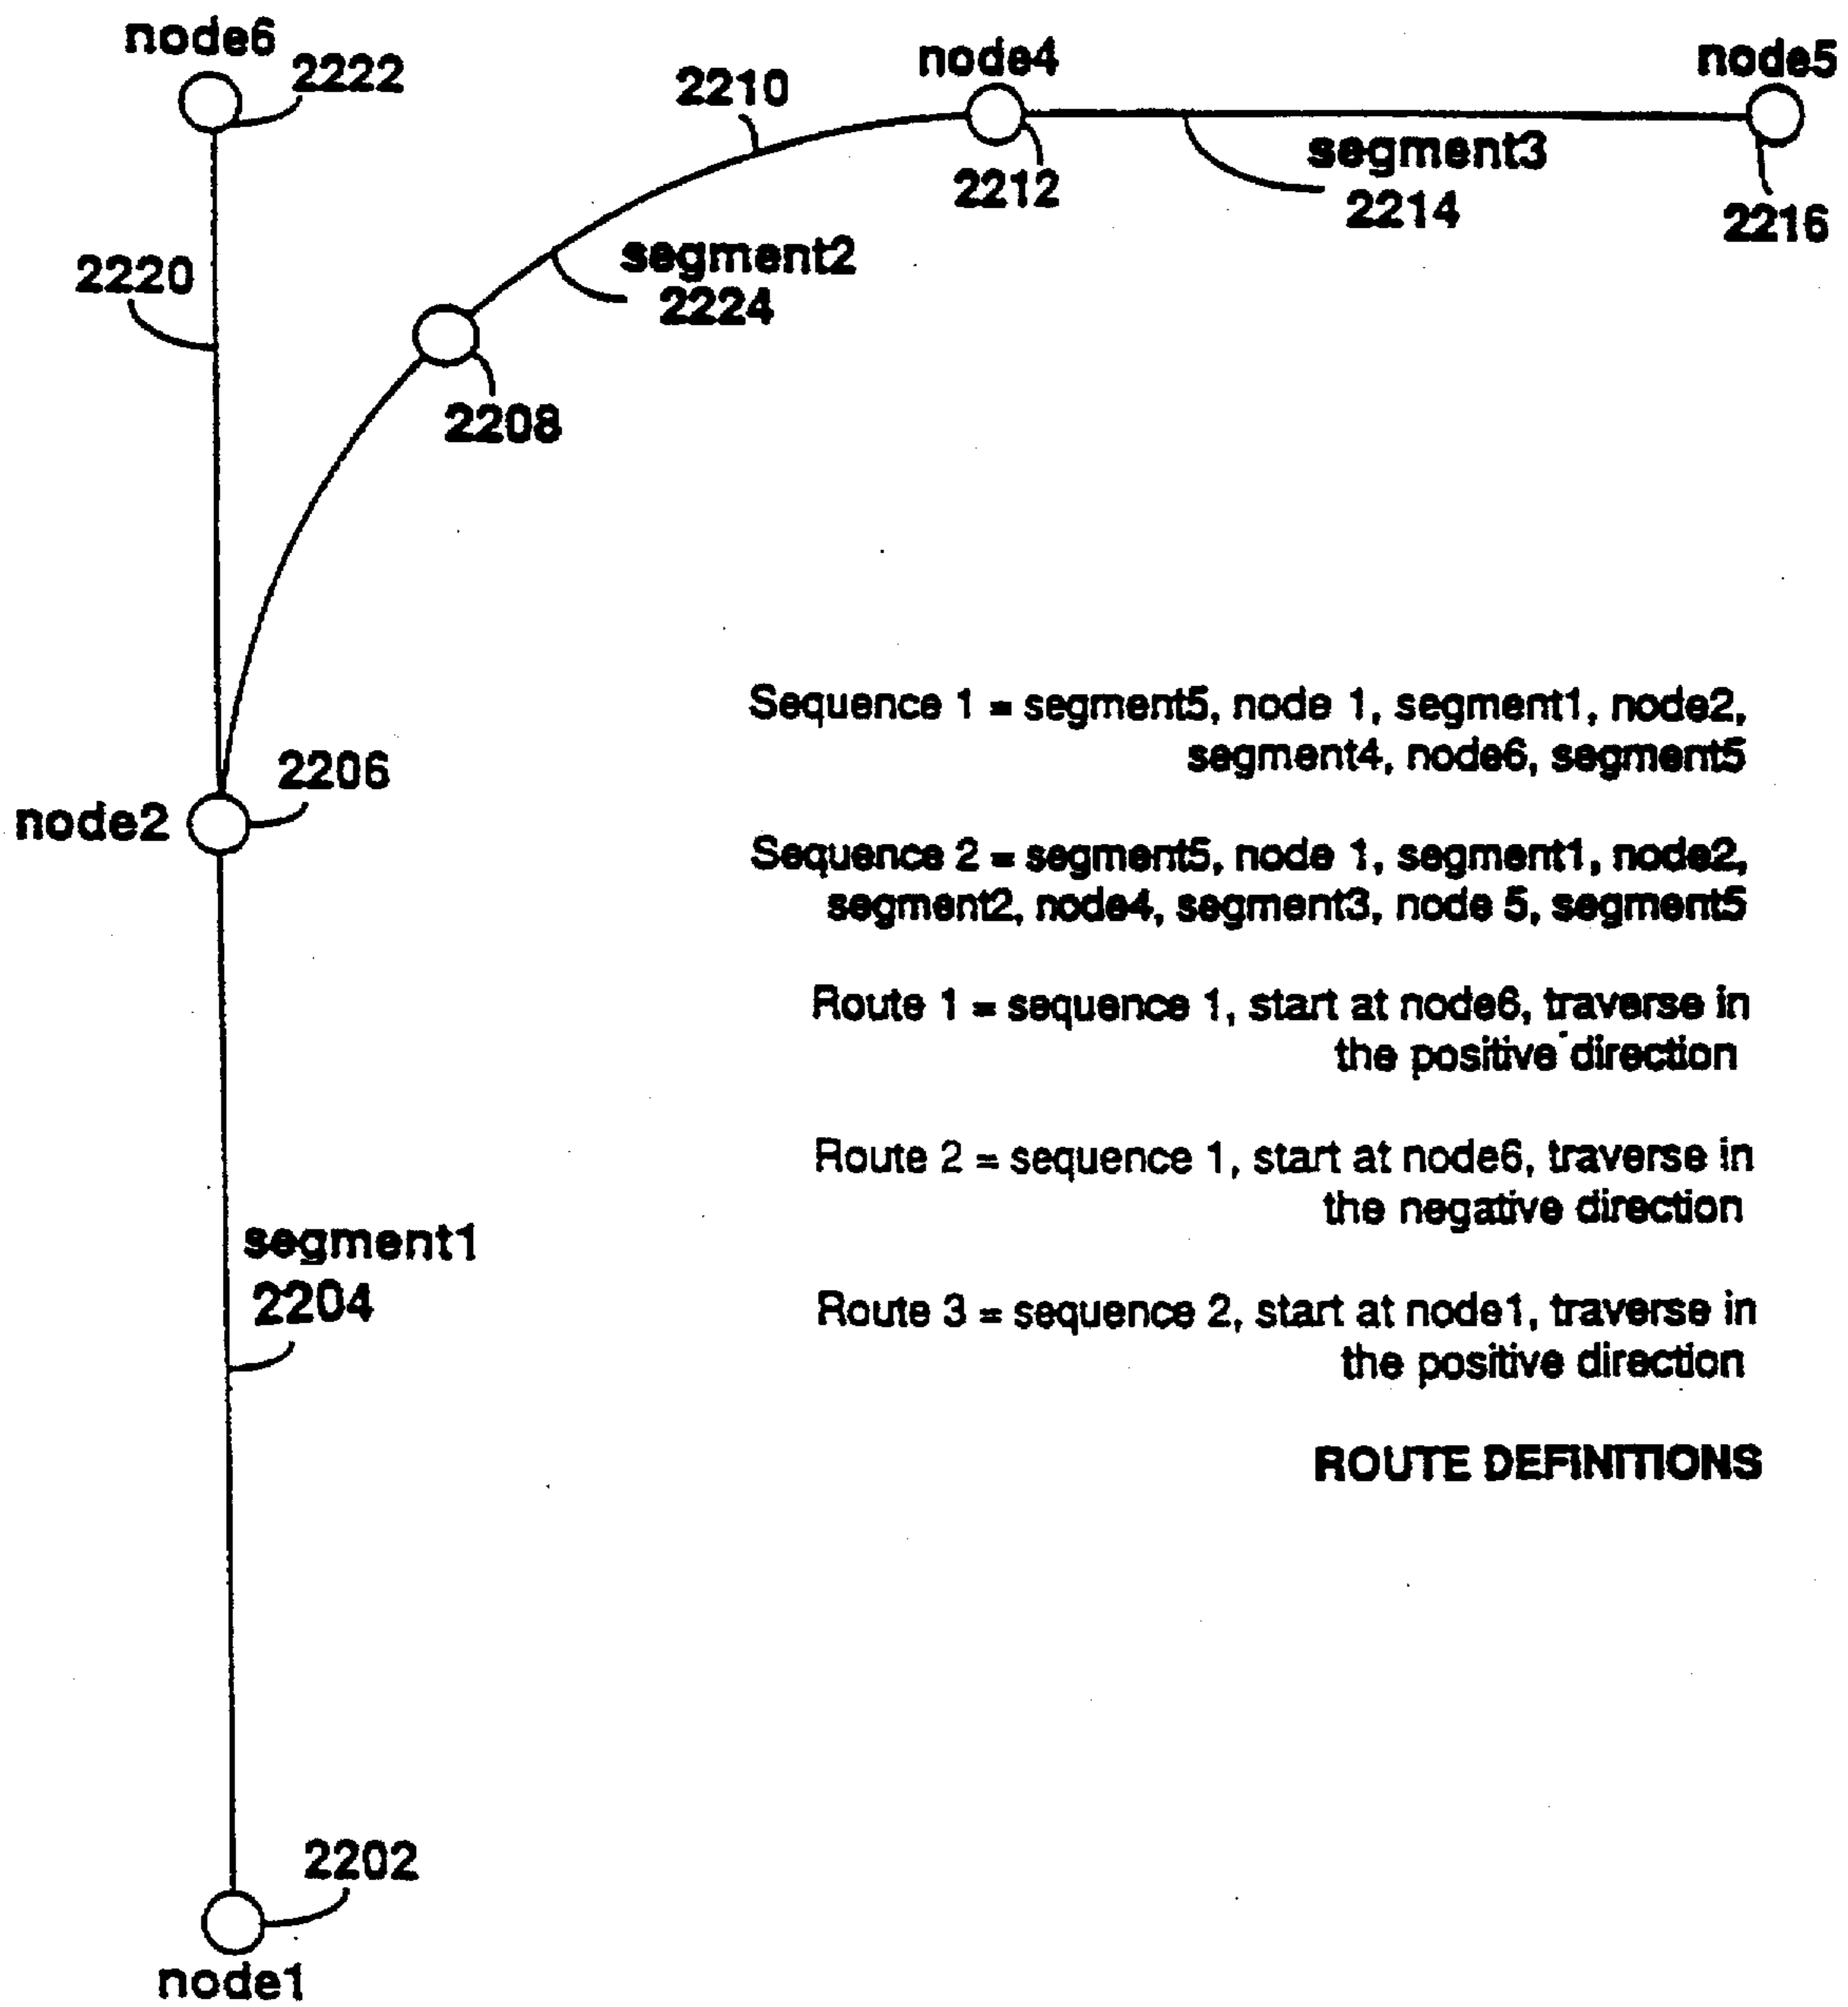 node6
2222
2210
node4
node5
2212
segment3
2214
2216
2220
segment2
2224
2208
Sequence 1 = segment5, node 1, segment1, node2,
segment4, node6, segment5
2206
node2
Sequence 2 = segment5, node 1, segment1, node2,
segment2, node4, segment3, node 5, segment5
Route 1 = sequence 1, start at node6, traverse in
the positive direction
Route 2 = sequence 1, start at node6, traverse in
the negative direction
segment1
2204
Route 3 = sequence 2, start at node1, traverse in
the positive direction
ROUTE DEFINITIONS
2202
node1